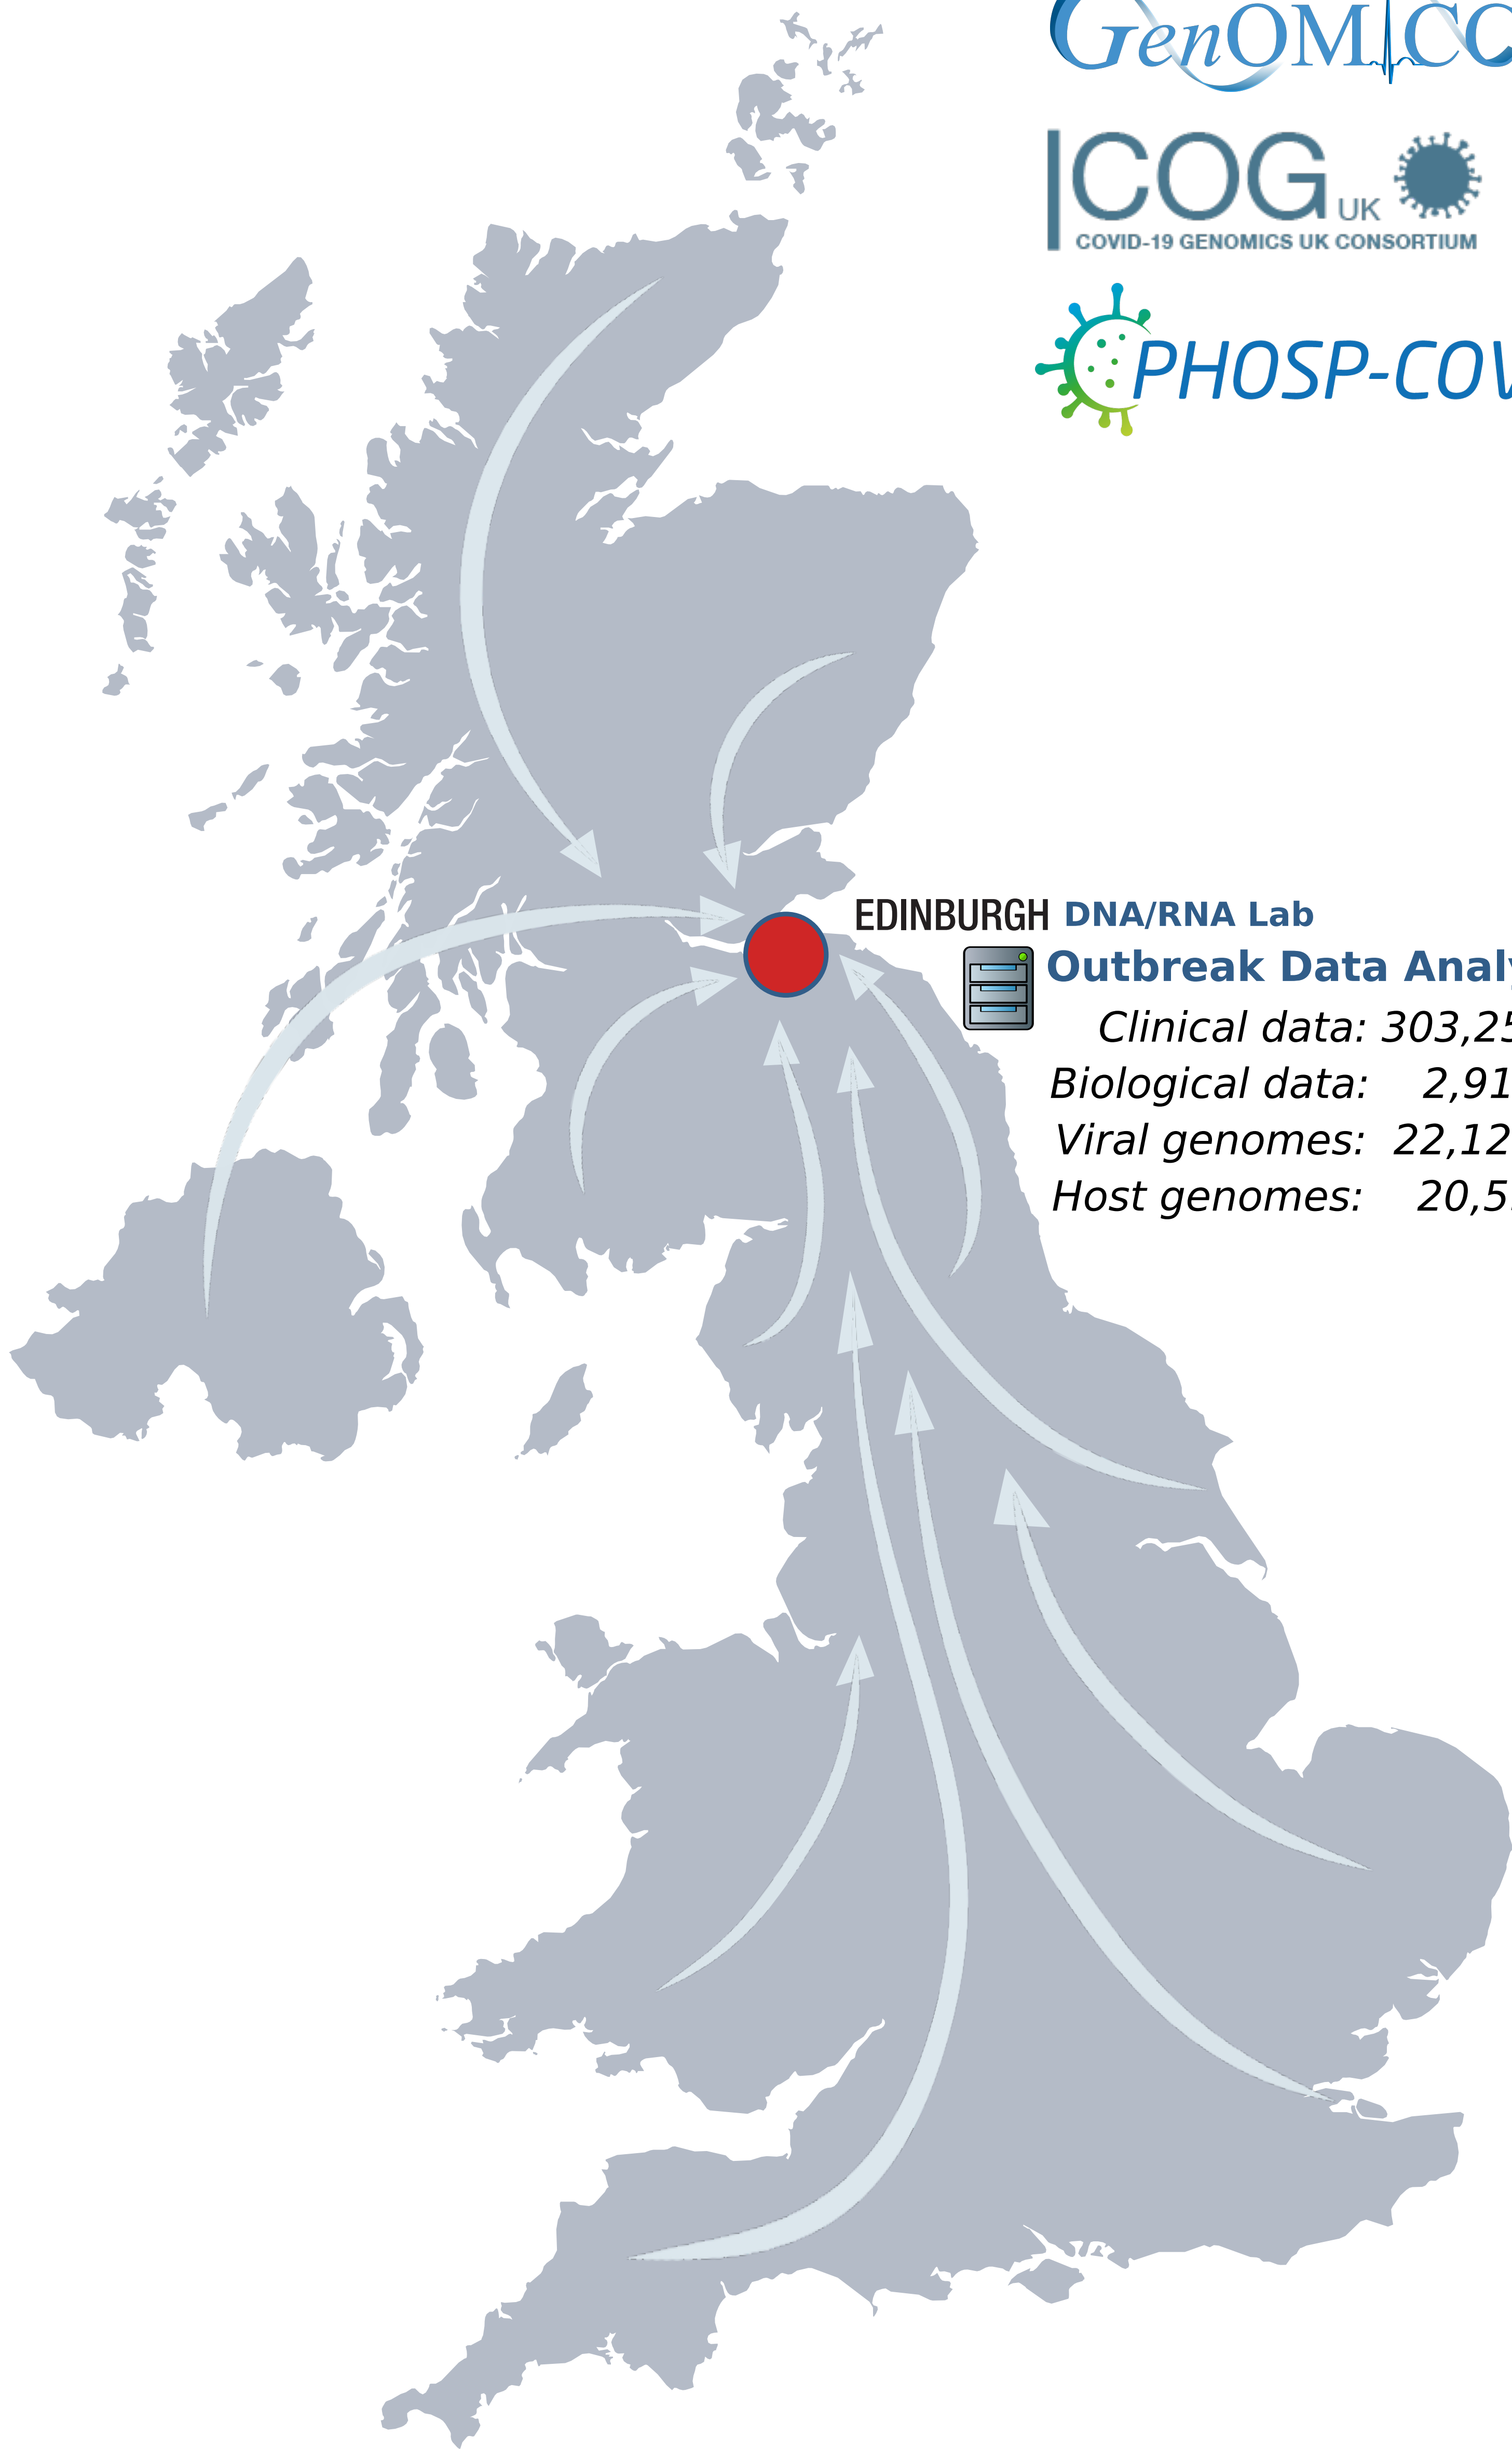 GenOMICC
COG UK
COVID-19 GENOMICS UK CONSORTIUM
PHOSP-COV
EDINBURGH DNA/RNA Lab
Outbreak Data Analy
Clinical data: 303,25
Biological data: 2,91
Viral genomes: 22,12
Host genomes: 20,5